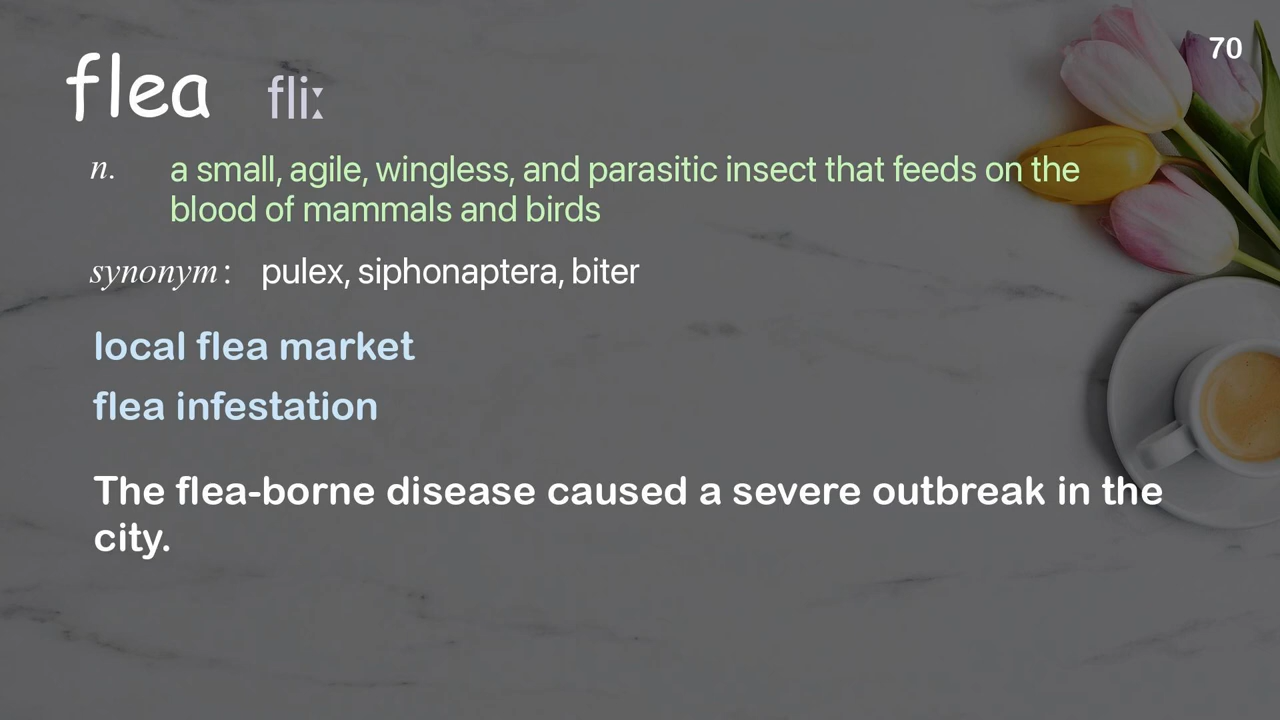 70
flea fliː
n. a small, agile, wingless, and parasitic insect that feeds on the
blood of mammals and birds
synonym: pulex, siphonaptera, biter
local flea market
flea infestation
The flea-borne disease caused a severe outbreak in the
city.